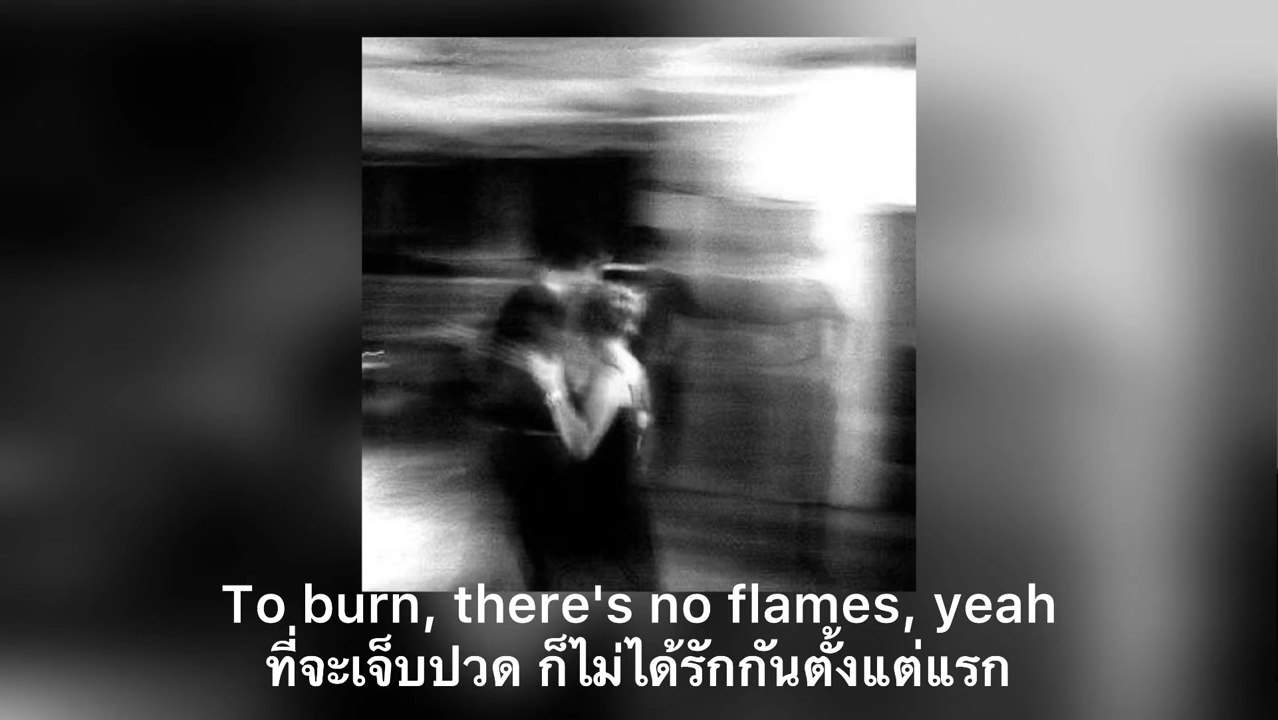 To burn, there's no flames, yeah
ที่จะเจ็บปวด ก็ไม่ได้รักกันตั้งแต่แรก